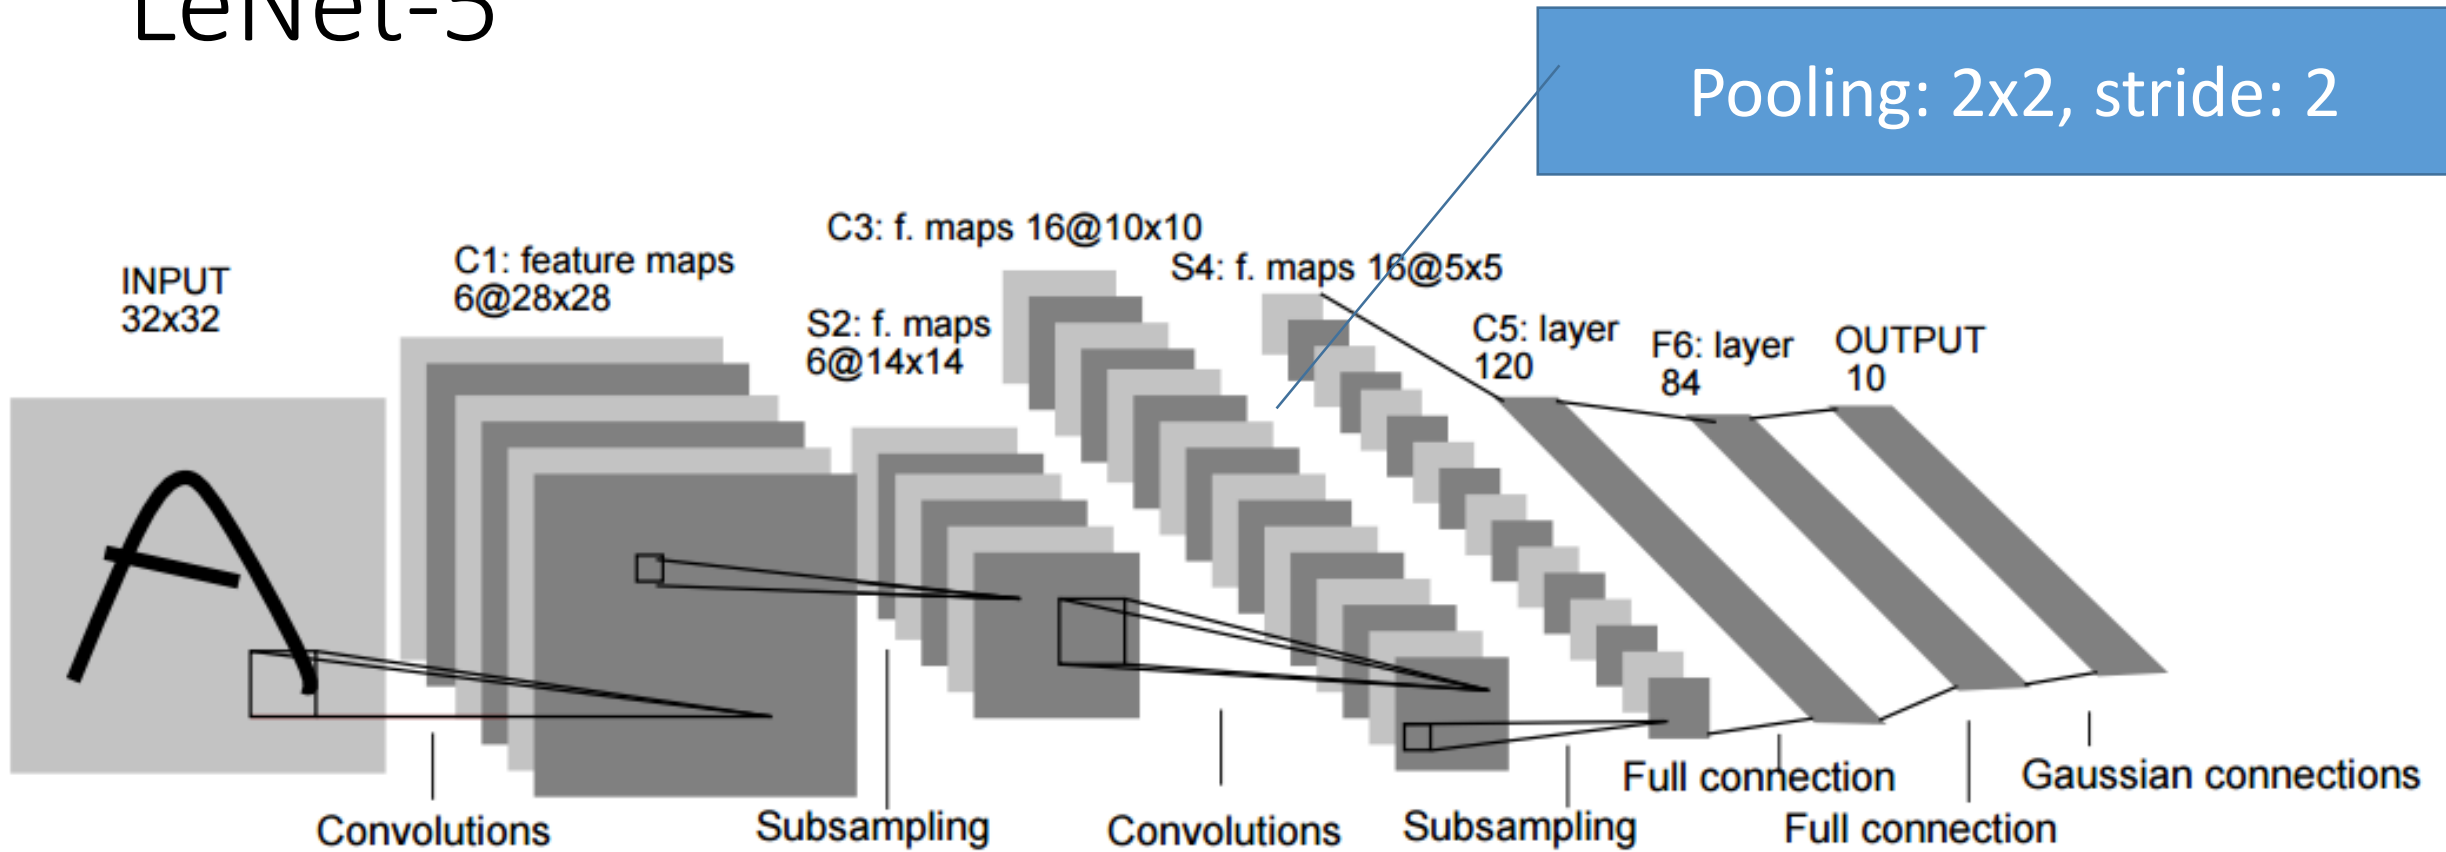 LeNet-5
Pooling: 2x2, stride: 2
INPUT
32x32
C1: feature maps
6@28x28
S2: f. maps
6@14x14
C3: f. maps 16@10x10
S4: f. maps 16@5x5
C5: layer
120
F6: layer
84
OUTPUT
10
Convolutions
Subsampling
Convolutions
Subsampling
Full connection
Full connection
Gaussian connections